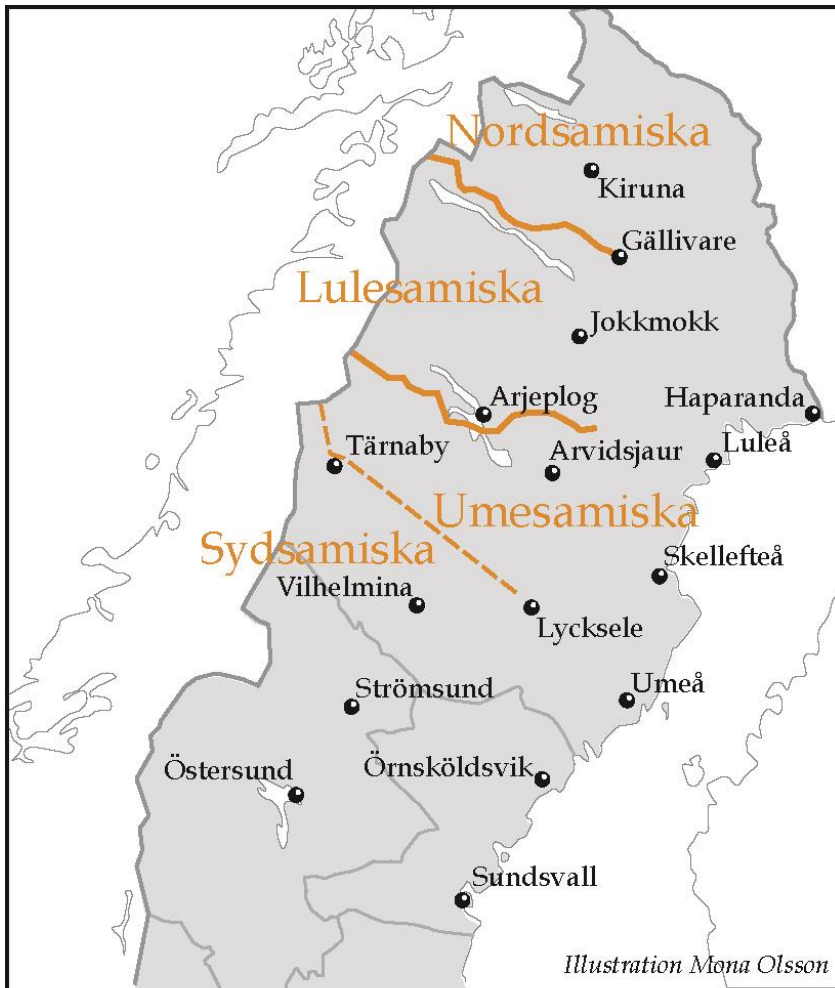 Nordsamiska
Kiruna
Gällivare
Lulesamiska
Jokkmokk
Arjeplog
Haparanda
Tärnaby
Arvidsjaur
Luleå
Umesamiska
Sydsamiska
Skellefteå
Vilhelmina
Lycksele
Strömsund
Umeå
Östersund
Örnsköldsvik
Sundsvall
Illustration Mona Olsson